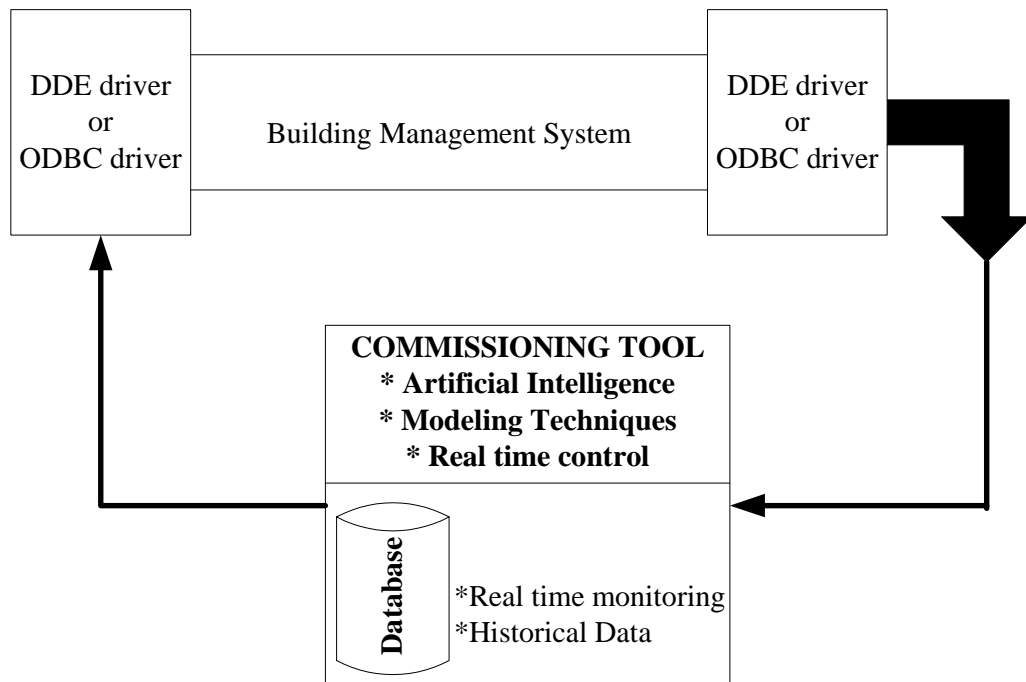 DDE driver
or
ODBC driver
Building Management System
DDE driver
or
ODBC driver
COMMISSIONING TOOL
* Artificial Intelligence
* Modeling Techniques
* Real time control
Database
*Real time monitoring
*Historical Data